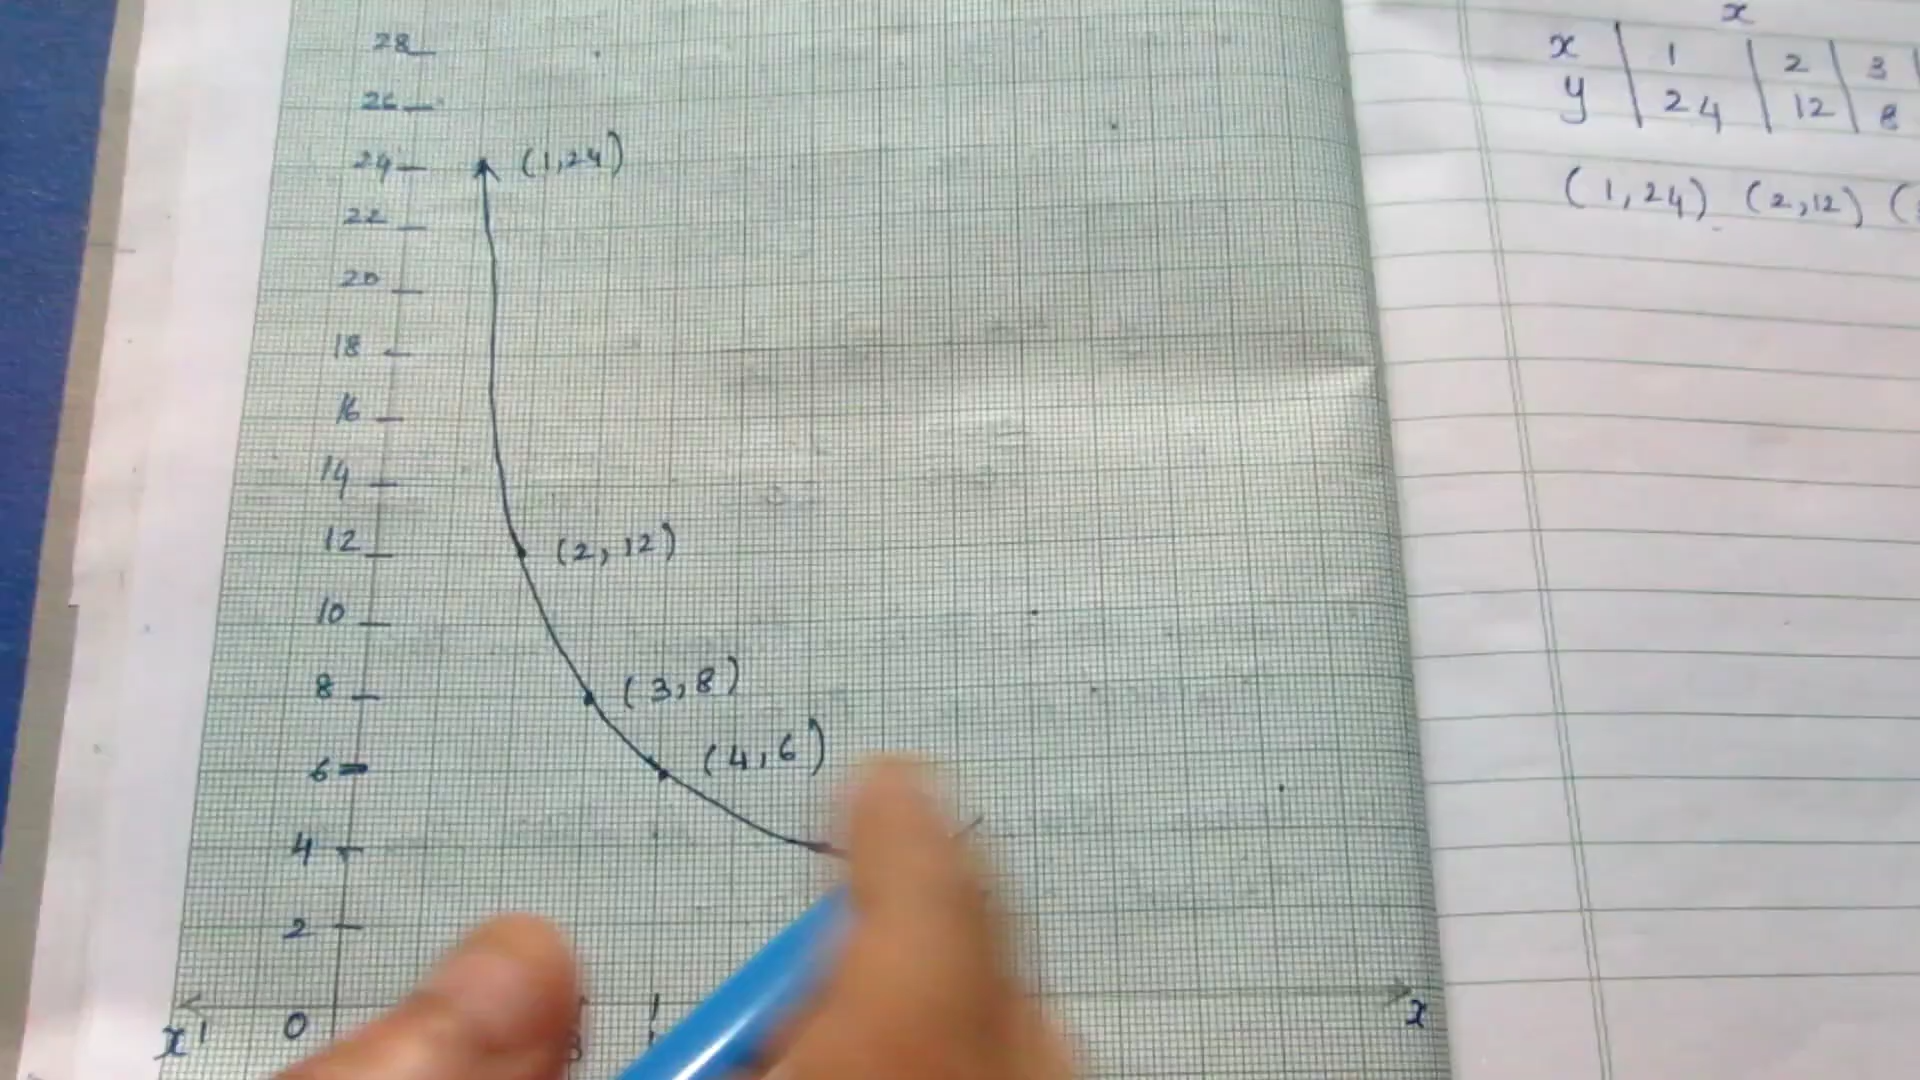 28
26
24 (1,24)
22
20
18
16
14
12 (2,12)
10
8 (3,8)
6 (4,6)
4
2
x' 0 3 x
x
x 1 2 3
y 24 12 8
(1,24) (2,12) (